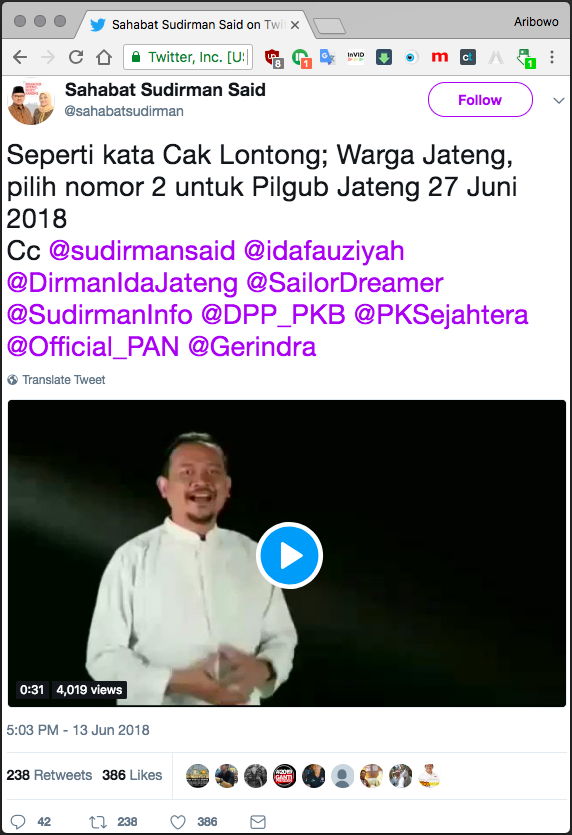 Sahabat Sudirman Said on Twi
Aribowo
Twitter, Inc. [US
Sahabat Sudirman Said
@sahabatsudirman
Follow
Seperti kata Cak Lontong; Warga Jateng,
pilih nomor 2 untuk Pilgub Jateng 27 Juni
2018
Cc @sudirmansaid @idafauziyah
@DirmanIdaJateng @SailorDreamer
@SudirmanInfo @DPP_PKB @PKSejahtera
@Official_PAN @Gerindra
Translate Tweet
0:31 4,019 views
5:03 PM - 13 Jun 2018
238 Retweets 386 Likes
42 238 386